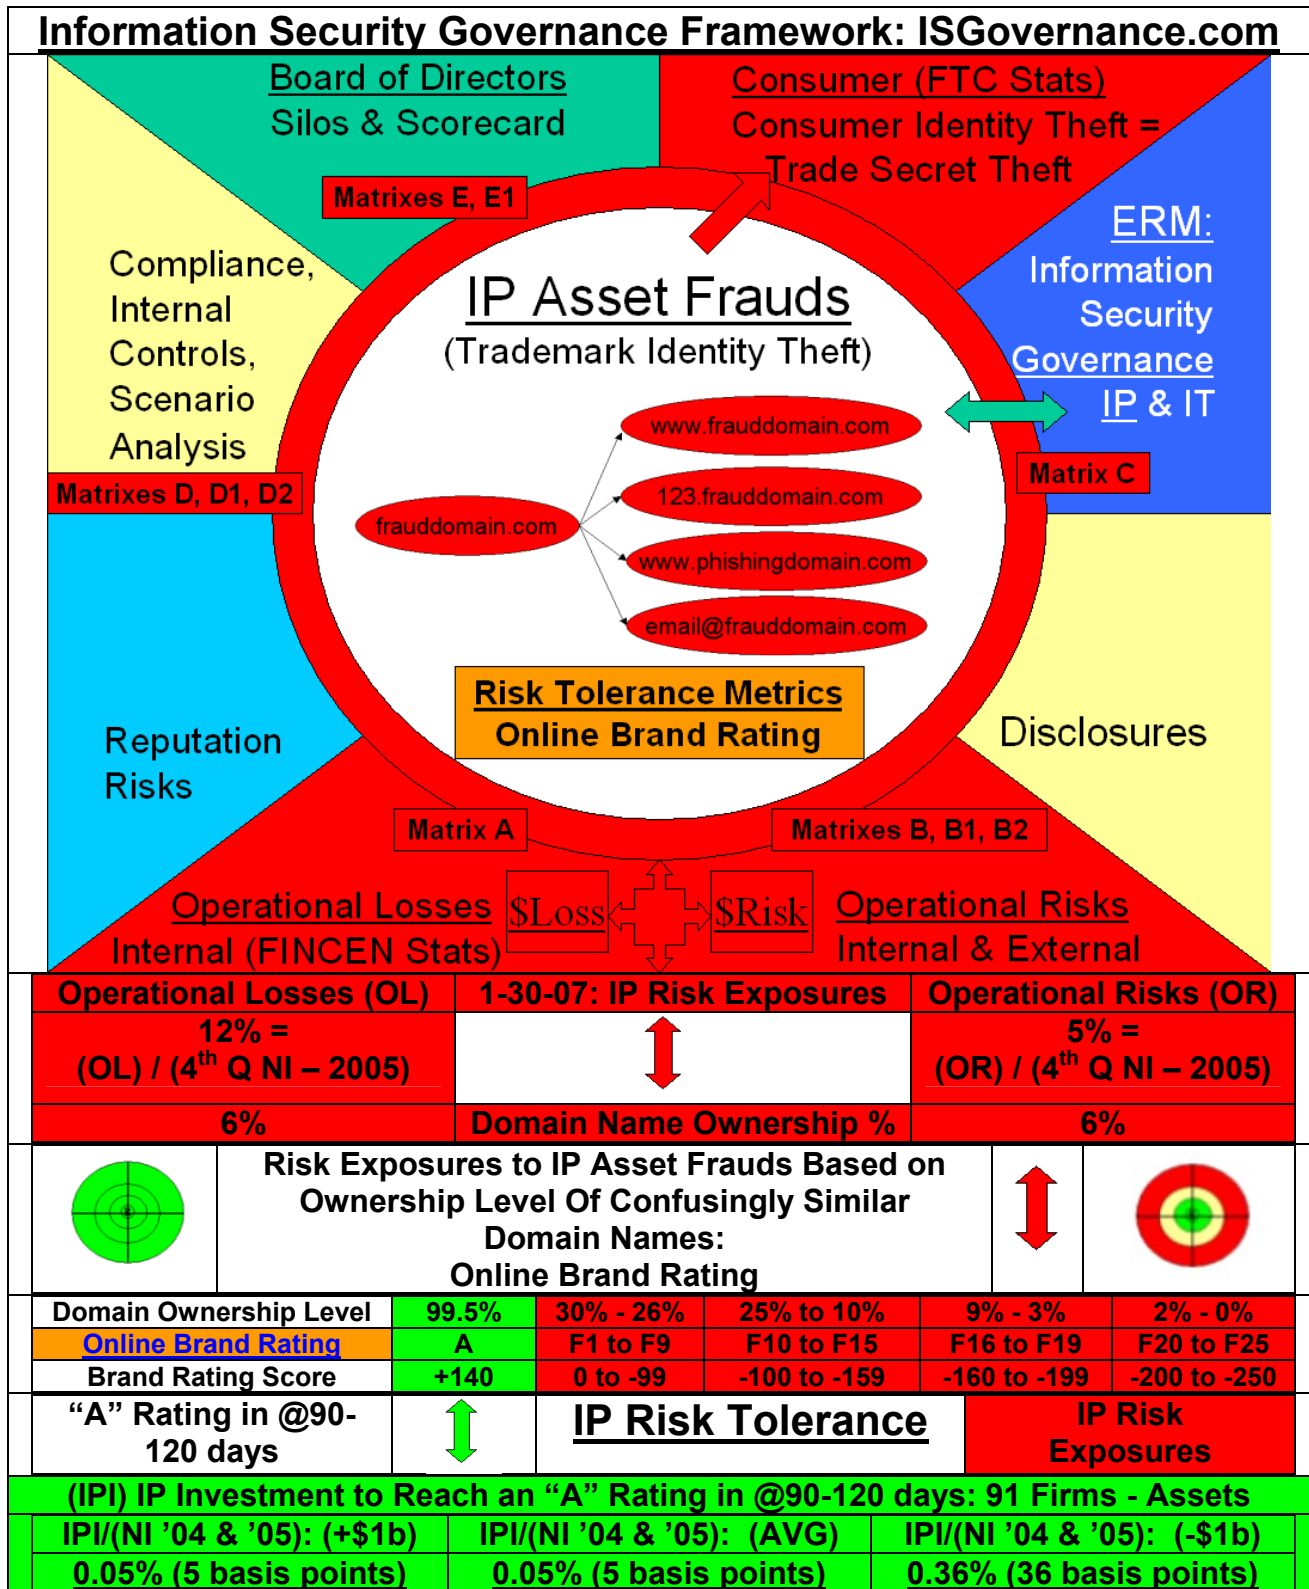 Information Security Governance Framework: ISGovernance.com
Board of Directors
Silos & Scorecard
Consumer (FTC Stats)
Consumer Identity Theft =
Trade Secret Theft
Matrixes E, E1
ERM:
Information
Security
Governance
IP & IT
Compliance,
Internal
Controls,
Scenario
Analysis
IP Asset Frauds
(Trademark Identity Theft)
www.frauddomain.com
123.frauddomain.com
frauddomain.com
www.phishingdomain.com
email@frauddomain.com
Matrix C
Matrixes D, D1, D2
Risk Tolerance Metrics
Online Brand Rating
Reputation
Risks
Disclosures
Matrix A
Matrixes B, B1, B2
Operational Losses
Internal (FINCEN Stats)
$Loss
$Risk
Operational Risks
Internal & External
Operational Losses (OL)
1-30-07: IP Risk Exposures
Operational Risks (OR)
12% =
(OL) / (4th Q NI – 2005)
5% =
(OR) / (4th Q NI – 2005)
6%
Domain Name Ownership %
6%
Risk Exposures to IP Asset Frauds Based on
Ownership Level Of Confusingly Similar
Domain Names:
Online Brand Rating
Domain Ownership Level 99.5% 30% - 26% 25% to 10% 9% - 3% 2% - 0%
Online Brand Rating A F1 to F9 F10 to F15 F16 to F19 F20 to F25
Brand Rating Score +140 0 to -99 -100 to -159 -160 to -199 -200 to -250
“A” Rating in @90-
120 days
IP Risk Tolerance
IP Risk
Exposures
(IPI) IP Investment to Reach an “A” Rating in @90-120 days: 91 Firms - Assets
IPI/(NI ’04 & ’05): (+$1b) IPI/(NI ’04 & ’05): (AVG) IPI/(NI ’04 & ’05): (-$1b)
0.05% (5 basis points) 0.05% (5 basis points) 0.36% (36 basis points)